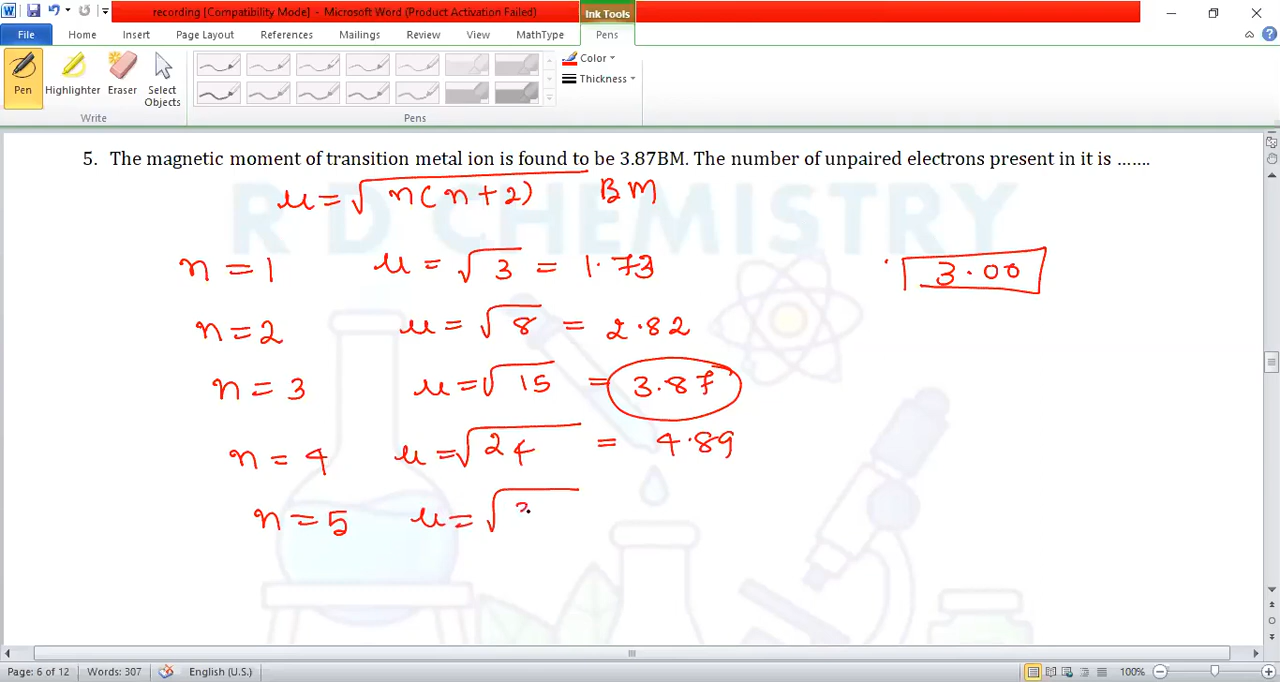 recording [Compatibility Mode] - Microsoft Word (Product Activation Failed)
Ink Tools
File Home Insert Page Layout References Mailings Review View MathType Pens
Pen Highlighter Eraser Select Objects
Color
Thickness
Write Pens
5. The magnetic moment of transition metal ion is found to be 3.87BM. The number of unpaired electrons present in it is …….
μ = √n(n+2) BM
n = 1 μ = √3 = 1.73 3.00
n = 2 μ = √8 = 2.82
n = 3 μ = √15 = 3.87
n = 4 μ = √24 = 4.89
n = 5 μ = √3
R D CHEMISTRY
Page: 6 of 12 Words: 307 English (U.S.) 100%